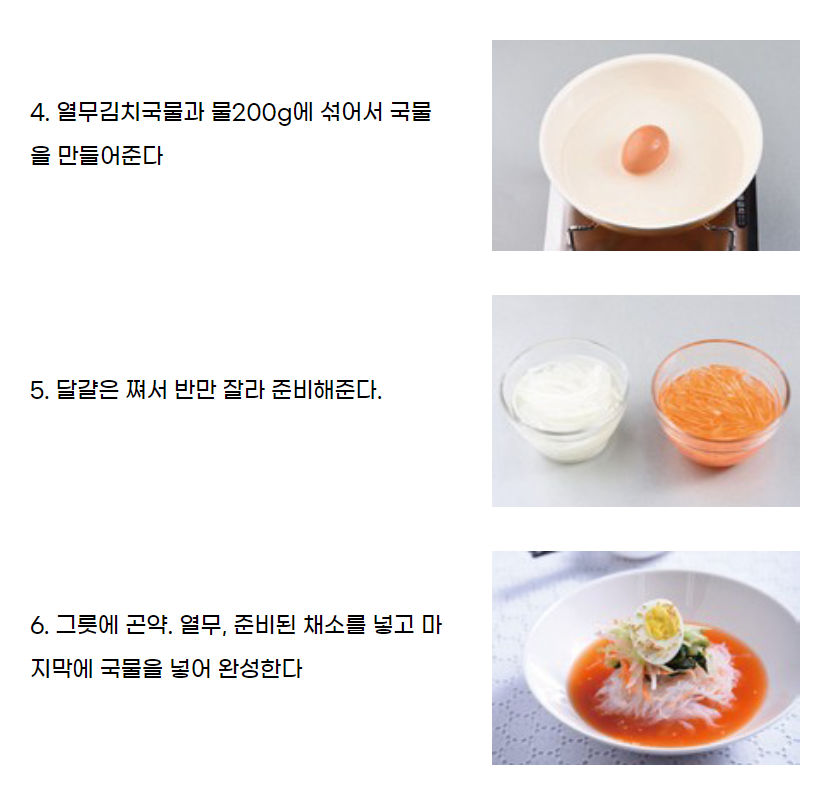 4. 열무김치국물과 물200g에 섞어서 국물
을 만들어준다
5. 달걀은 쪄서 반만 잘라 준비해준다.
6. 그릇에 곤약. 열무, 준비된 채소를 넣고 마
지막에 국물을 넣어 완성한다